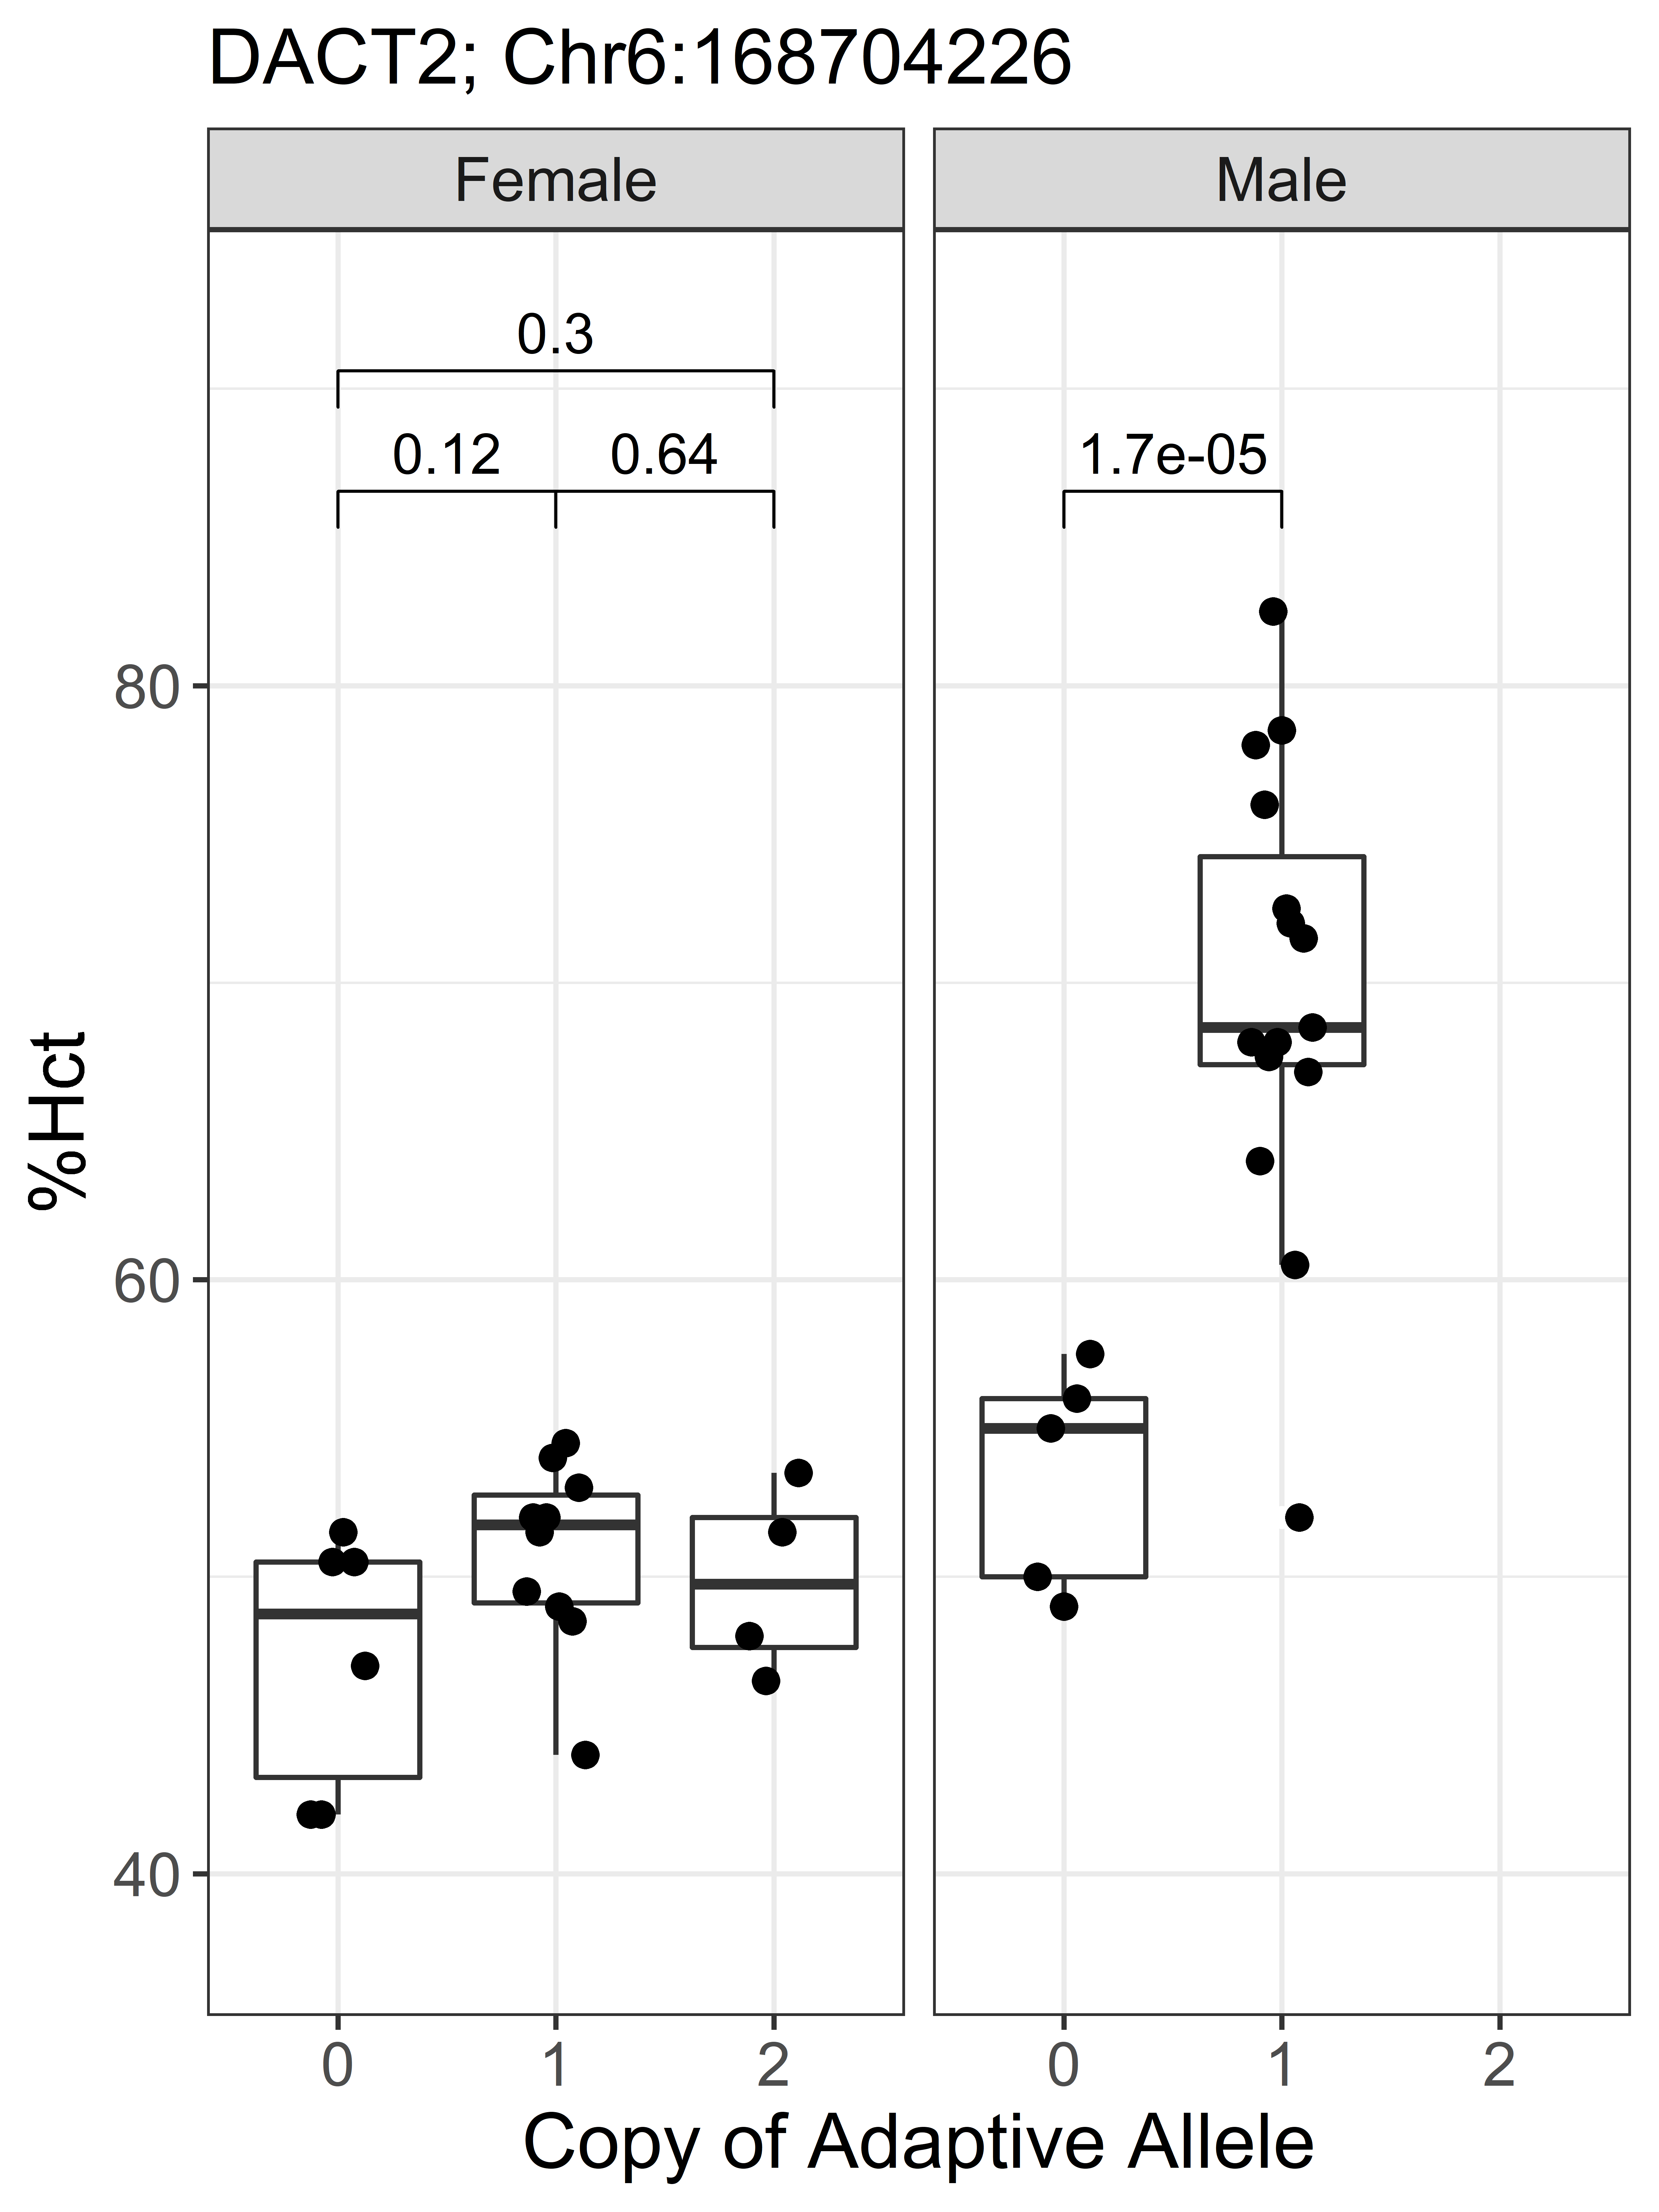 DACT2; Chr6:168704226
Female
Male
0.3
0.12
0.64
1.7e-05
80
60
40
%Hct
0
1
2
0
1
2
Copy of Adaptive Allele